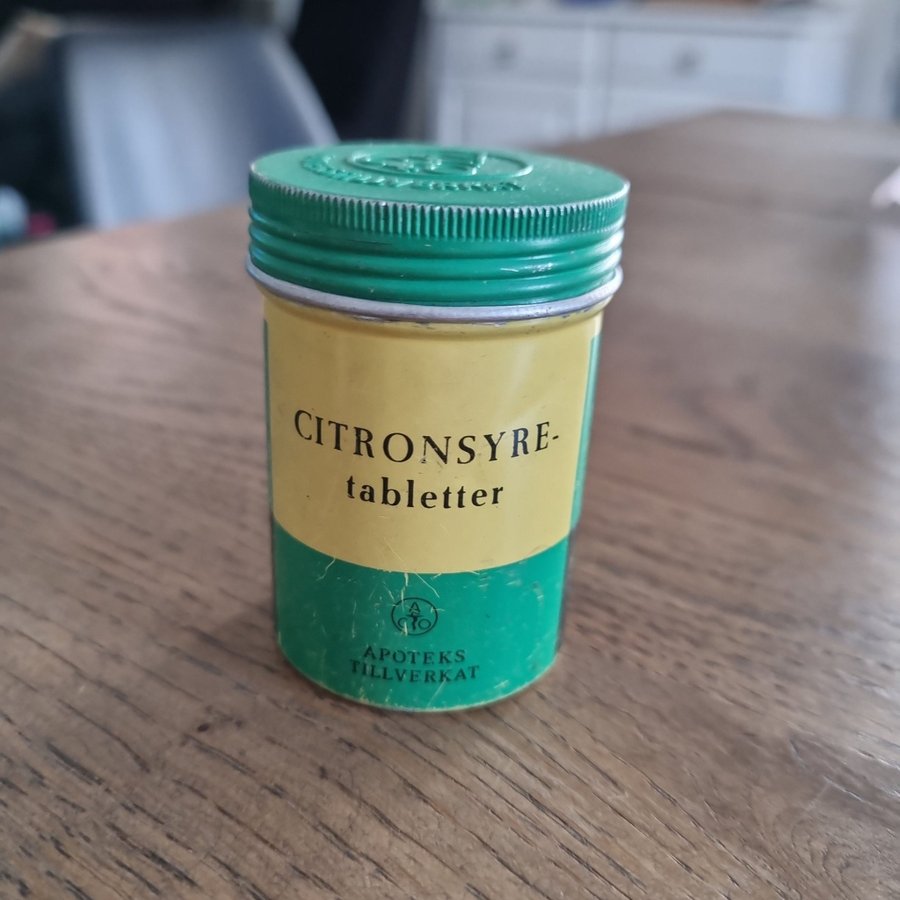 CITRONSYRE-
tabletter
APOTEKS
TILLVERKAT